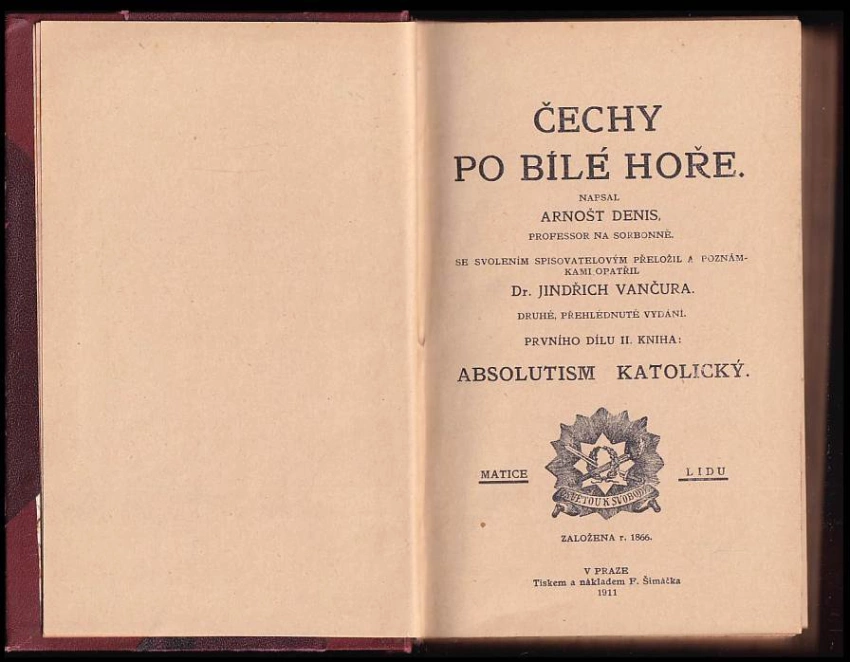 ČECHY
PO BÍLÉ HOŘE.
NAPSAL
ARNOŠT DENIS,
PROFESSOR NA SORBONNĚ.
SE SVOLENÍM SPISOVATELOVÝM PŘELOŽIL A POZNÁM-
KAMI OPATŘIL
Dr. JINDŘICH VANČURA.
DRUHÉ, PŘEHLÉDNUTÉ VYDÁNÍ.
PRVNÍHO DÍLU II. KNIHA:
ABSOLUTISM KATOLICKÝ.
MATICE LIDU
OSVĚTOU K SVOBODĚ
ZALOŽENA r. 1866.
V PRAZE
Tiskem a nákladem F. Šimáčka
1911